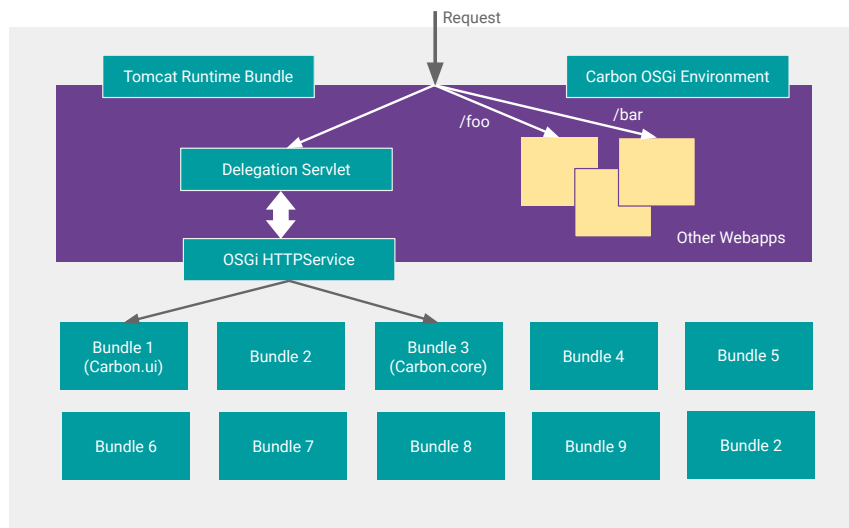 Request
Tomcat Runtime Bundle
Carbon OSGi Environment
/foo
/bar
Delegation Servlet
Other Webapps
OSGi HTTPService
Bundle 1
(Carbon.ui)
Bundle 2
Bundle 3
(Carbon.core)
Bundle 4
Bundle 5
Bundle 6
Bundle 7
Bundle 8
Bundle 9
Bundle 2